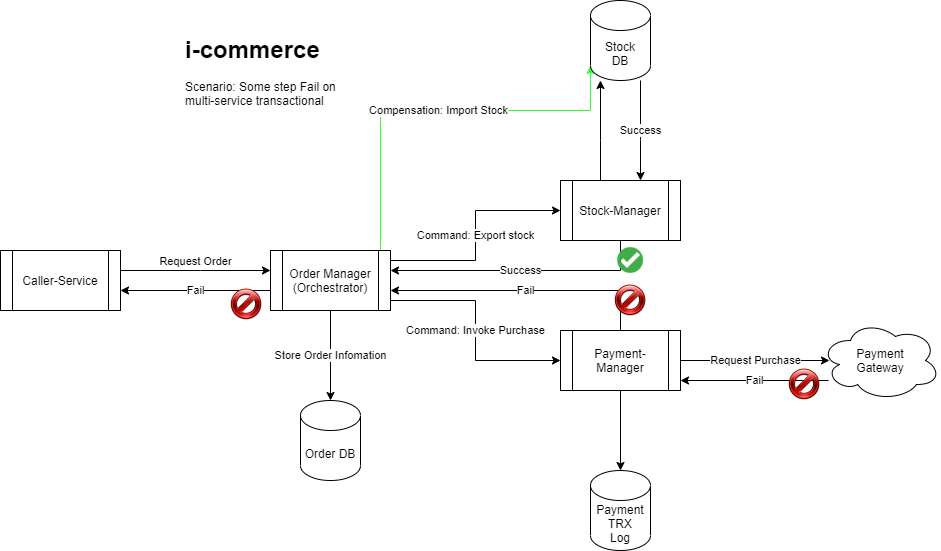 i-commerce
Scenario: Some step Fail on
multi-service transactional
Stock
DB
Compensation: Import Stock
Success
Stock-Manager
Command: Export stock
Request Order
Caller-Service
Order Manager
(Orchestrator)
Success
Fail
Fail
Command: Invoke Purchase
Store Order Infomation
Payment-
Manager
Request Purchase
Fail
Payment
Gateway
Order DB
Payment
TRX
Log